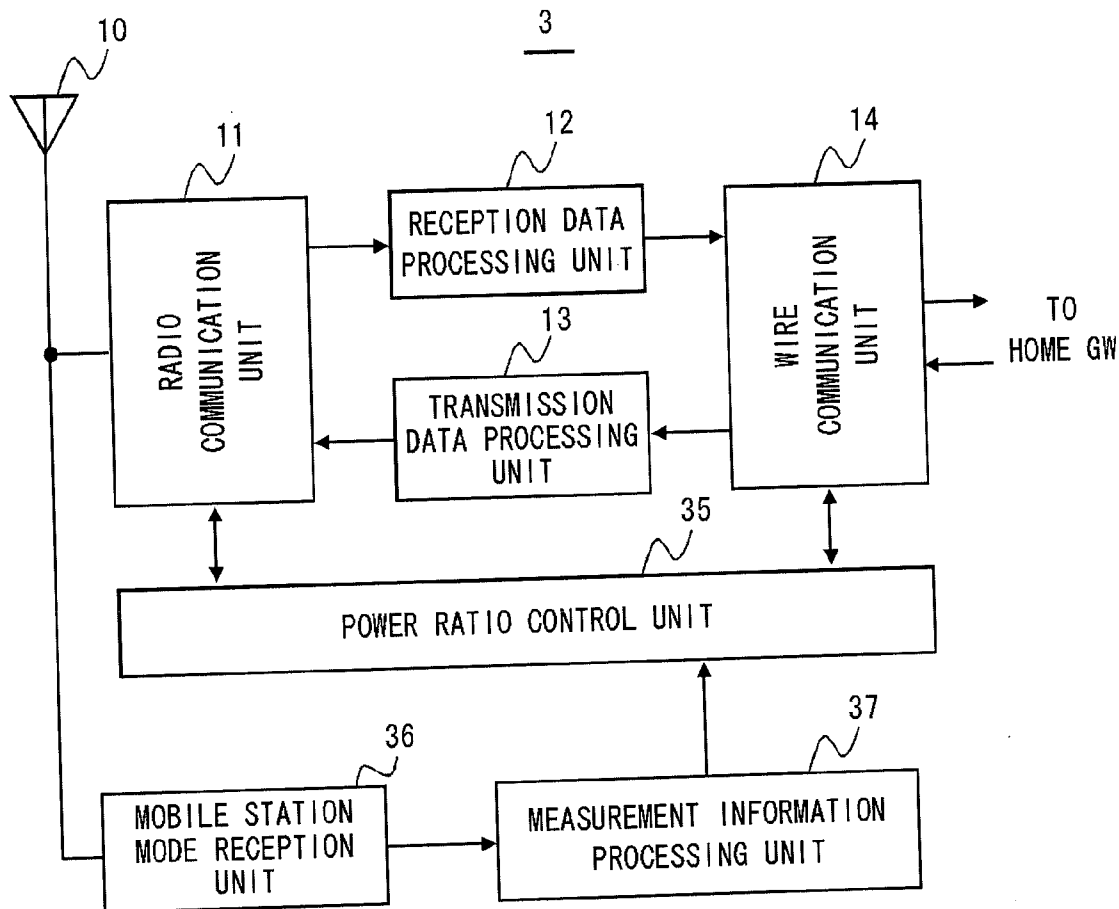 3
10
11
12
14
RADIO
COMMUNICATION
UNIT
RECEPTION DATA
PROCESSING UNIT
WIRE
COMMUNICATION
UNIT
TO
HOME GW
13
TRANSMISSION
DATA PROCESSING
UNIT
35
POWER RATIO CONTROL UNIT
36
37
MOBILE STATION
MODE RECEPTION
UNIT
MEASUREMENT INFORMATION
PROCESSING UNIT